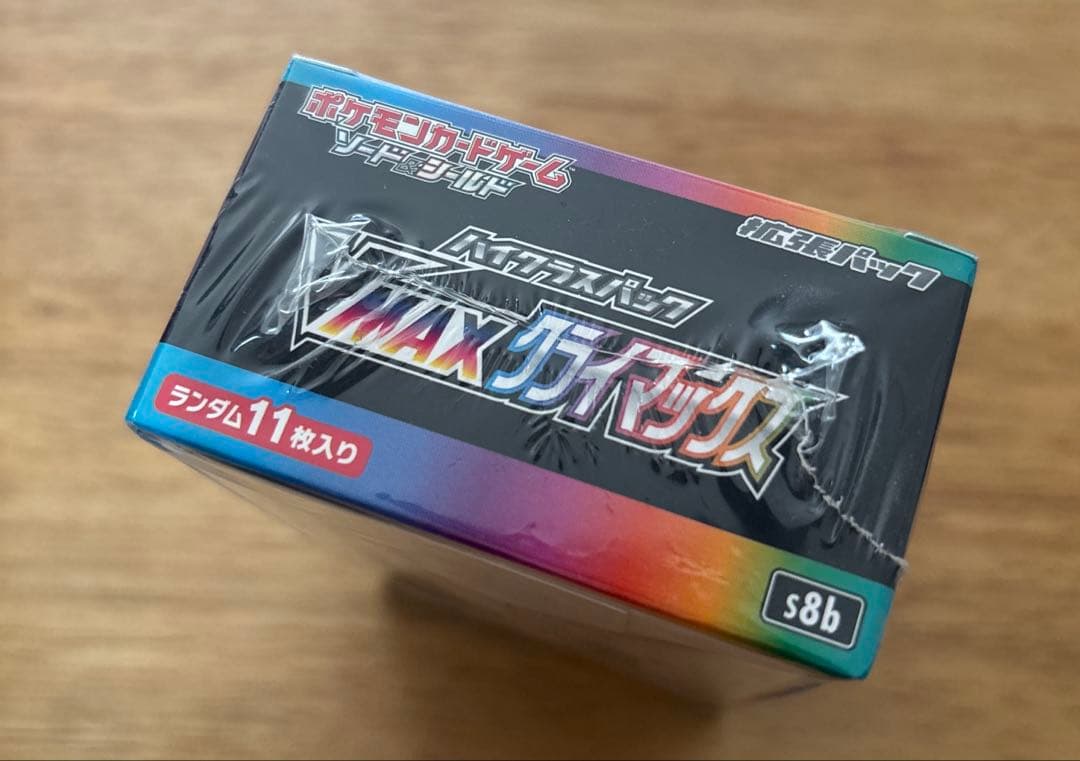 ポケモンカードゲーム
ソード&シールド
拡張パック
ハイクラスパック
MAXクライマックス
ランダム11枚入り
s8b